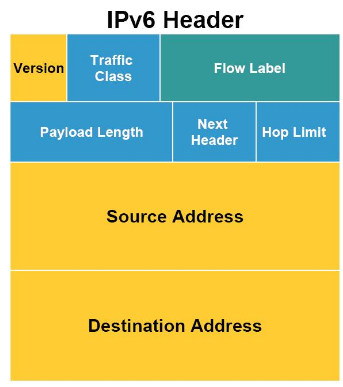 IPv6 Header
Version
Traffic
Class
Flow Label
Payload Length
Next
Header
Hop Limit
Source Address
Destination Address